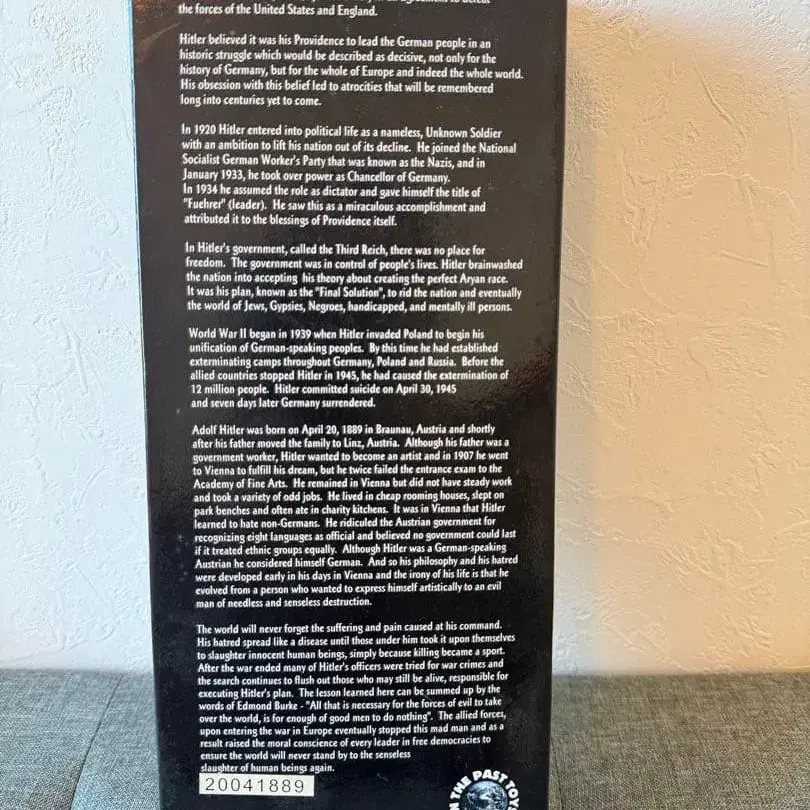 the forces of the United States and England.
Hitler believed it was his Providence to lead the German people in an
historic struggle which would be described as decisive, not only for the
history of Germany, but for the whole of Europe and indeed the whole world.
His obsession with this belief led to atrocities that will be remembered
long into centuries yet to come.
In 1920 Hitler entered into political life as a nameless, Unknown Soldier
with an ambition to lift his nation out of its decline. He joined the National
Socialist German Worker's Party that was known as the Nazis, and in
January 1933, he took over power as Chancellor of Germany.
In 1934 he assumed the role as dictator and gave himself the title of
"Fuehrer" (leader). He saw this as a miraculous accomplishment and
attributed it to the blessings of Providence itself.
In Hitler's government, called the Third Reich, there was no place for
freedom. The government was in control of people's lives. Hitler brainwashed
the nation into accepting his theory about creating the perfect Aryan race.
It was his plan, known as the "Final Solution", to rid the nation and eventually
the world of Jews, Gypsies, Negroes, handicapped, and mentally ill persons.
World War II began in 1939 when Hitler invaded Poland to begin his
unification of German-speaking peoples. By this time he had established
exterminating camps throughout Germany, Poland and Russia. Before the
allied countries stopped Hitler in 1945, he had caused the extermination of
12 million people. Hitler committed suicide on April 30, 1945
and seven days later Germany surrendered.
Adolf Hitler was born on April 20, 1889 in Braunau, Austria and shortly
after his father moved the family to Linz, Austria. Although his father was a
government worker, Hitler wanted to become an artist and in 1907 he went
to Vienna to fulfill his dream, but he twice failed the entrance exam to the
Academy of Fine Arts. He remained in Vienna but did not have steady work
and took a variety of odd jobs. He lived in cheap rooming houses, slept on
park benches and often ate in charity kitchens. It was in Vienna that Hitler
learned to hate non-Germans. He ridiculed the Austrian government for
recognizing eight languages as official and believed no government could last
if it treated ethnic groups equally. Although Hitler was a German-speaking
Austrian he considered himself German. And so his philosophy and his hatred
were developed early in his days in Vienna and the irony of his life is that he
evolved from a person who wanted to express himself artistically to an evil
man of needless and senseless destruction.
The world will never forget the suffering and pain caused at his command.
His hatred spread like a disease until those under him took it upon themselves
to slaughter innocent human beings, simply because killing became a sport.
After the war ended many of Hitler's officers were tried for war crimes and
the search continues to flush out those who may still be alive, responsible for
executing Hitler's plan. The lesson learned here can be summed up by the
words of Edmond Burke - "All that is necessary for the forces of evil to take
over the world, is for enough of good men to do nothing". The allied forces,
upon entering the war in Europe eventually stopped this mad man and as a
result raised the moral conscience of every leader in free democracies to
ensure the world will never stand by to the senseless
slaughter of human beings again.
20041889
IN THE PAST TOYS